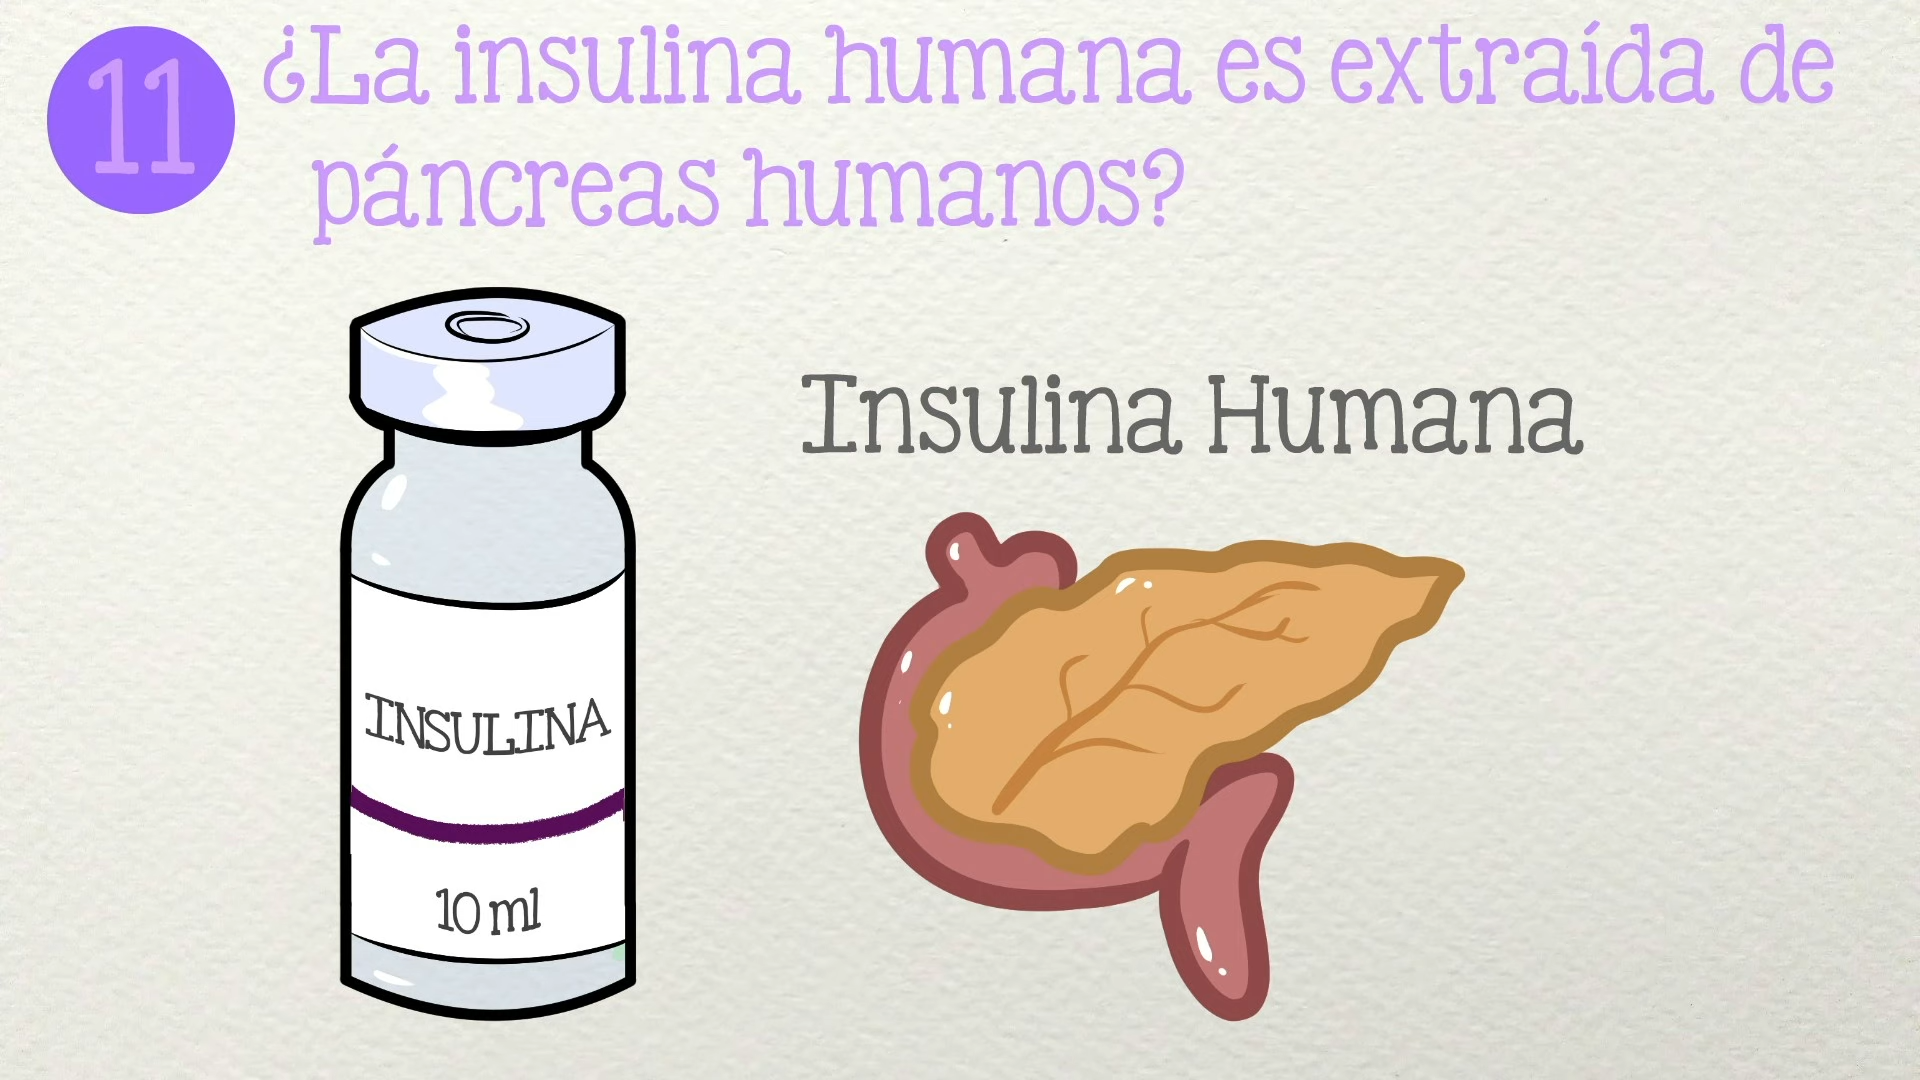 11
¿La insulina humana es extraída de
páncreas humanos?
Insulina Humana
INSULINA
10 ml